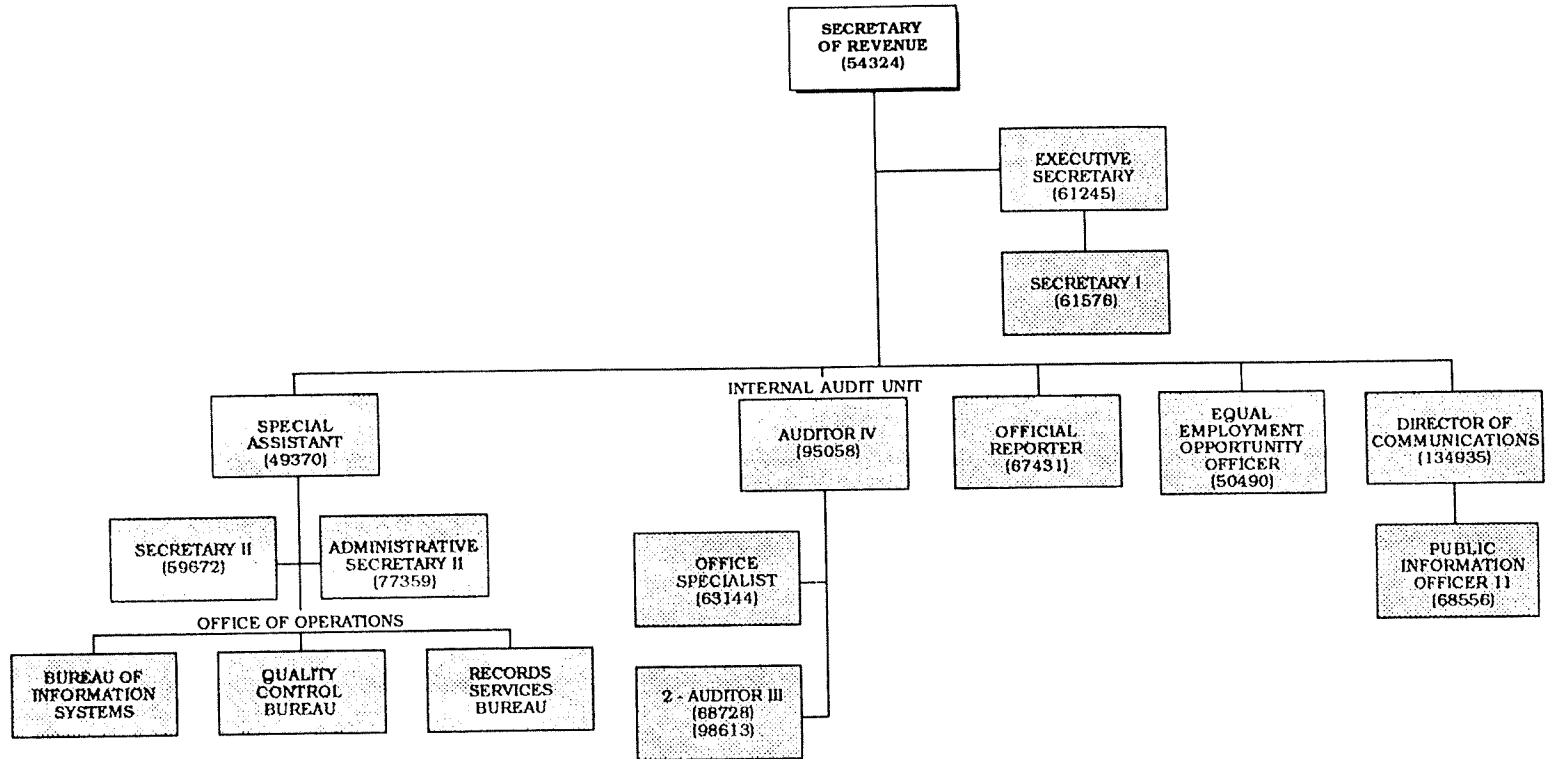 SECRETARY
OF REVENUE
(54324)
EXECUTIVE
SECRETARY
(61245)
SECRETARY I
(61576)
SPECIAL
ASSISTANT
(49370)
INTERNAL AUDIT UNIT
AUDITOR IV
(95058)
OFFICIAL
REPORTER
(67431)
EQUAL
EMPLOYMENT
OPPORTUNITY
OFFICER
(50490)
DIRECTOR OF
COMMUNICATIONS
(134935)
SECRETARY II
(59672)
ADMINISTRATIVE
SECRETARY II
(77359)
OFFICE
SPECIALIST
(63144)
PUBLIC
INFORMATION
OFFICER II
(68556)
OFFICE OF OPERATIONS
BUREAU OF
INFORMATION
SYSTEMS
QUALITY
CONTROL
BUREAU
RECORDS
SERVICES
BUREAU
2 - AUDITOR III
(88728)
(98613)